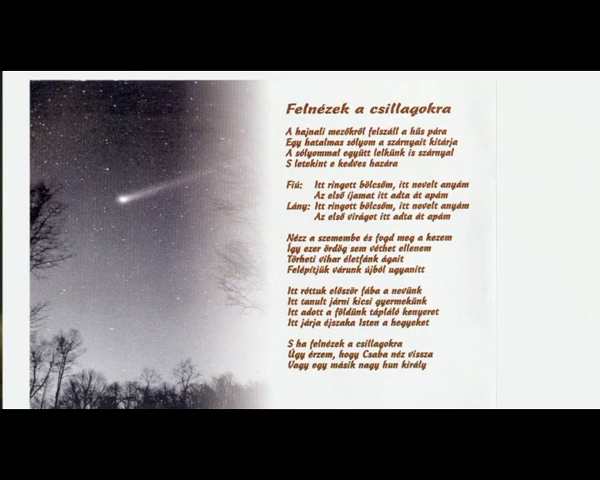 Felnézek a csillagokra
A hajnali mezőkről felszáll a hűs pára
Egy hatalmas sólyom a szárnyait kitárja
A sólyommal együtt lelkünk is szárnyal
S letekint e kedves hazára
Fiú: Itt ringott bölcsőm, itt nevelt anyám
Az első íjamat itt adta át apám
Lány: Itt ringott bölcsőm, itt nevelt anyám
Az első virágot itt adta át apám
Nézz a szemembe és fogd meg a kezem
Így ezer ördög sem véthet ellenem
Törheti vihar életfánk ágait
Felépítjük várunk újból ugyanitt
Itt róttuk először fába a nevünk
Itt tanult járni kicsi gyermekünk
Itt adott a földünk tápláló kenyeret
Itt járja éjszaka Isten a hegyeket
S ha felnézek a csillagokra
Úgy érzem, hogy Csaba néz vissza
Vagy egy másik nagy hun király